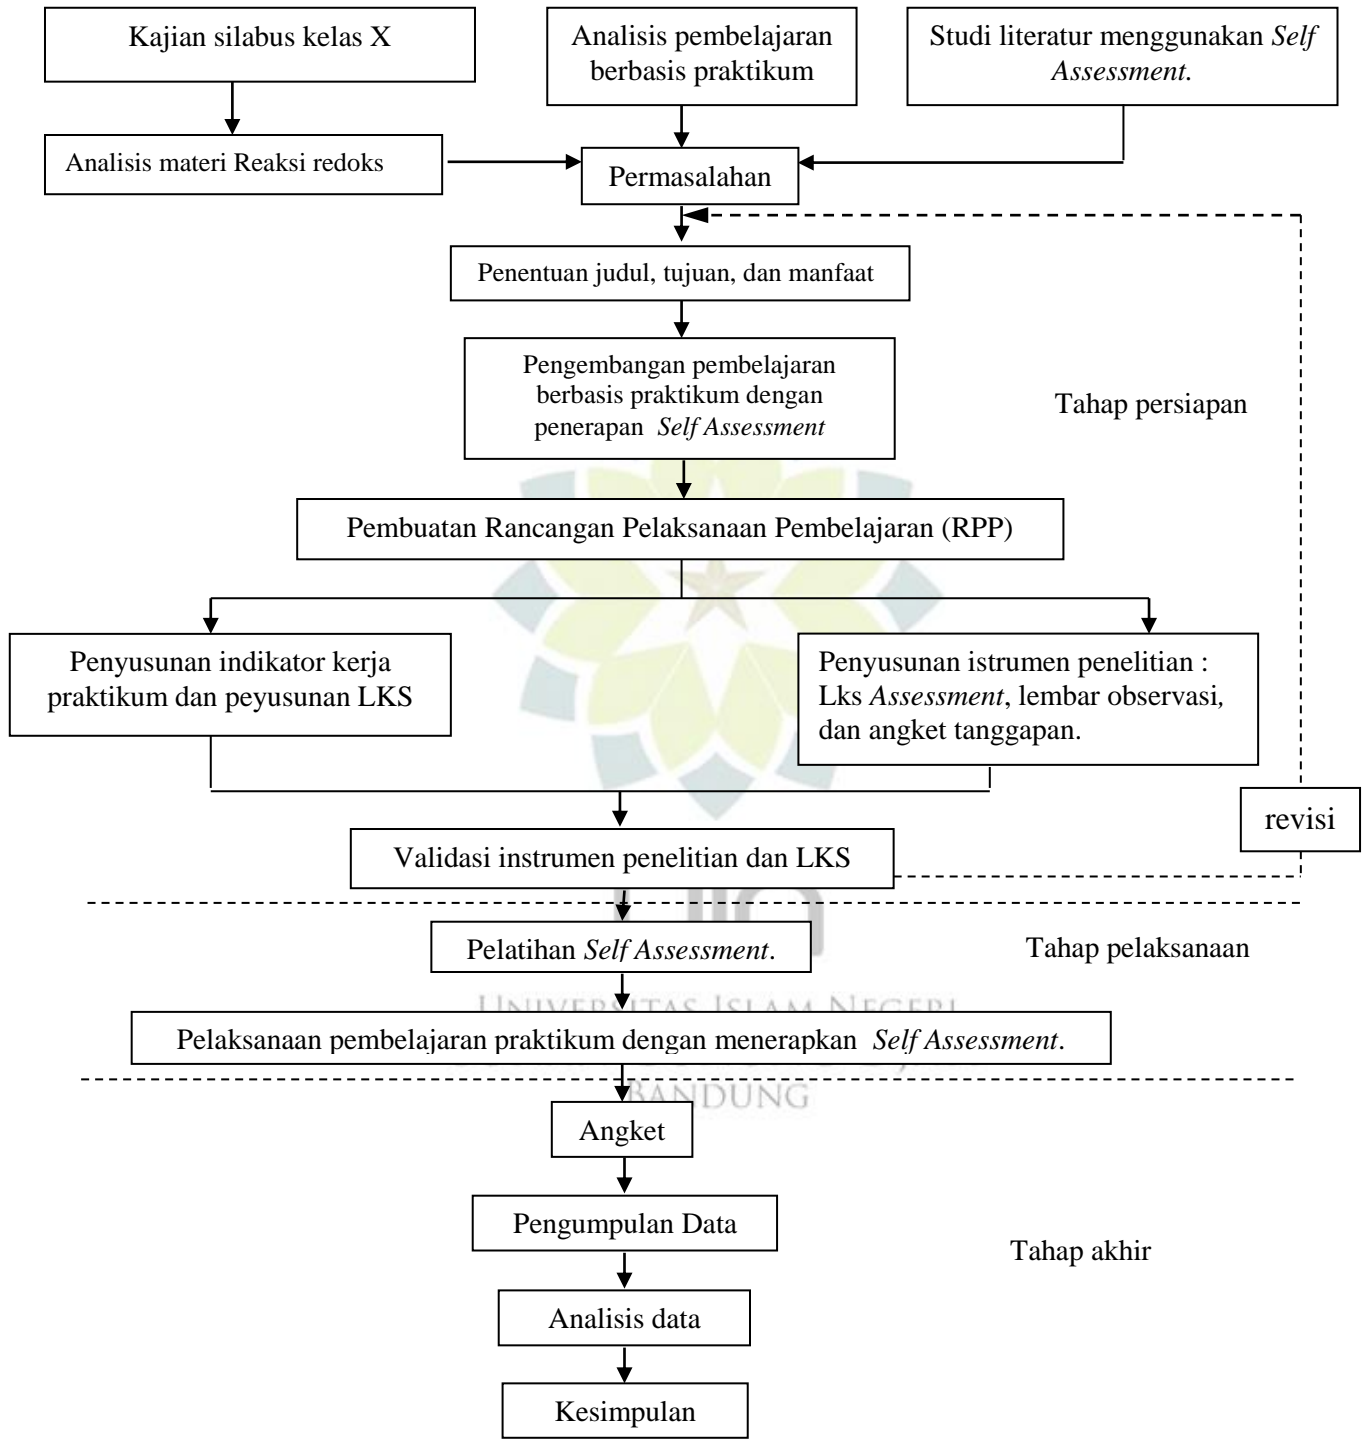 Kajian silabus kelas X
Analisis pembelajaran
berbasis praktikum
Studi literatur menggunakan Self
Assessment.
Analisis materi Reaksi redoks
Permasalahan
Penentuan judul, tujuan, dan manfaat
Pengembangan pembelajaran
berbasis praktikum dengan
penerapan Self Assessment
Tahap persiapan
Pembuatan Rancangan Pelaksanaan Pembelajaran (RPP)
Penyusunan indikator kerja
praktikum dan peyusunan LKS
Penyusunan istrumen penelitian :
Lks Assessment, lembar observasi,
dan angket tanggapan.
revisi
Validasi instrumen penelitian dan LKS
Pelatihan Self Assessment.
Tahap pelaksanaan
UNIVERSITAS ISLAM NEGERI
Pelaksanaan pembelajaran praktikum dengan menerapkan Self Assessment.
BANDUNG
Angket
Pengumpulan Data
Tahap akhir
Analisis data
Kesimpulan